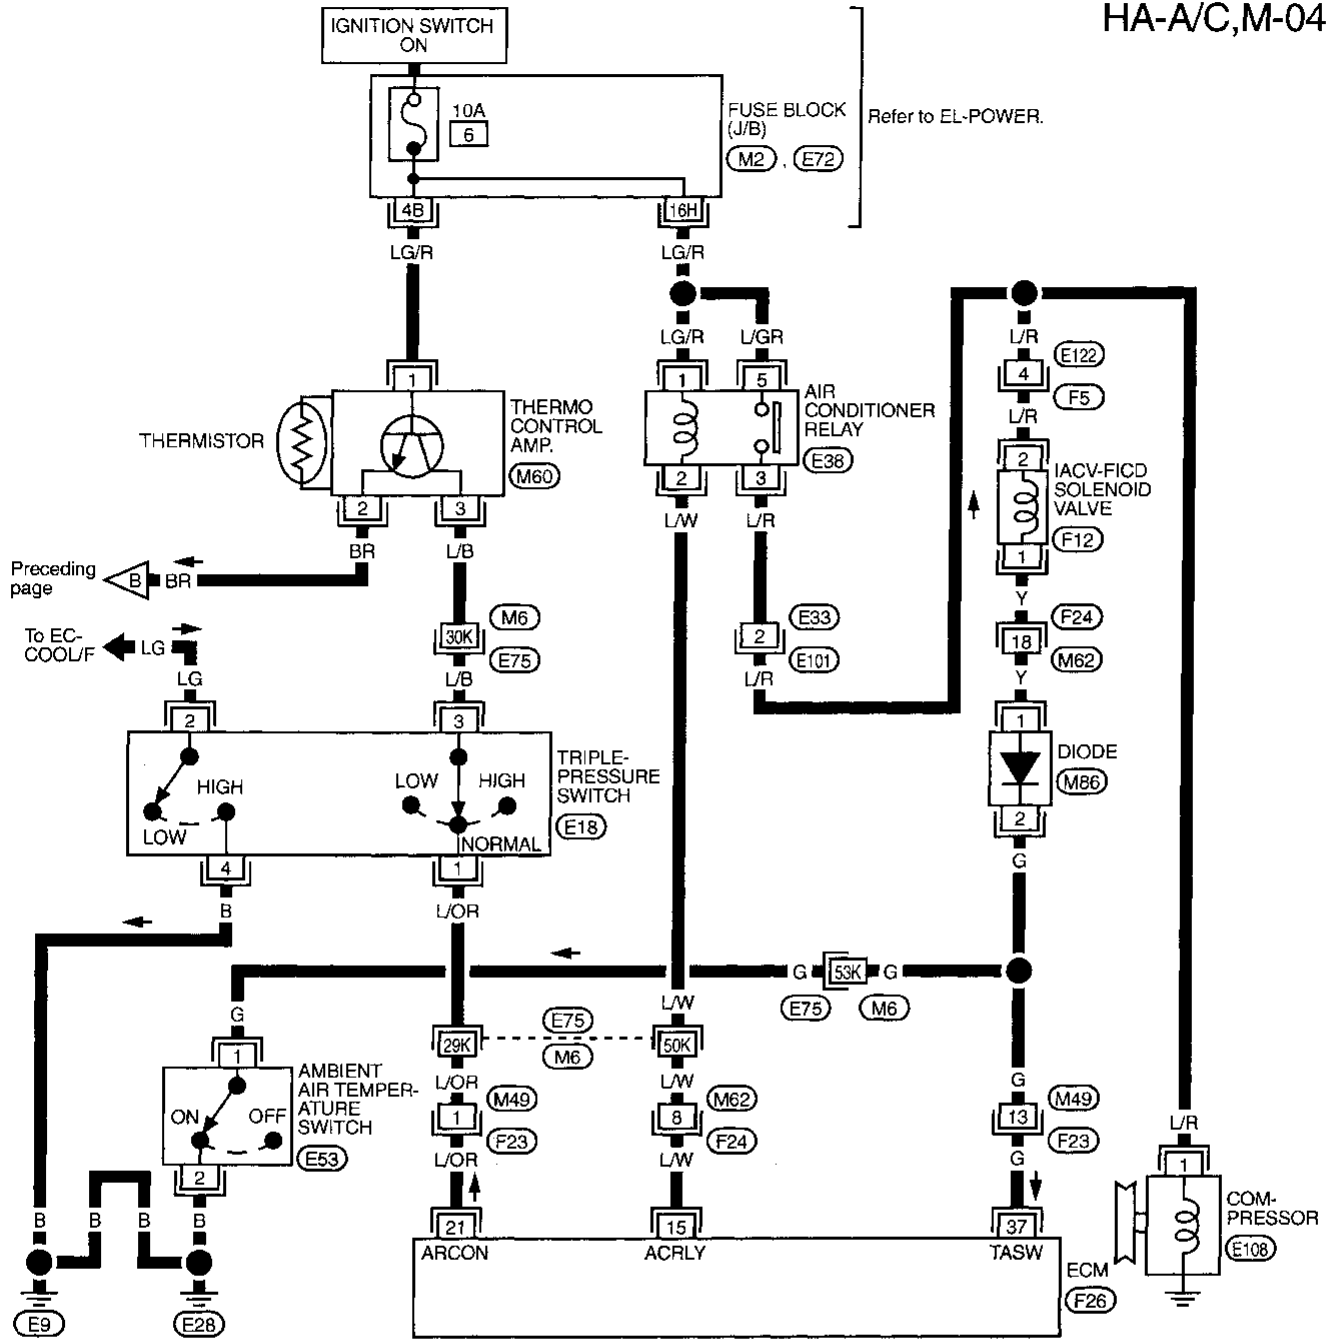 HA-A/C,M-04
IGNITION SWITCH
ON
10A
6
FUSE BLOCK
(J/B)
M2 , E72
Refer to EL-POWER.
4B
16H
LG/R
LG/R
LG/R
L/GR
L/R
E122
4
F5
L/R
1
1
5
2
THERMISTOR
THERMO
CONTROL
AMP.
M60
AIR
CONDITIONER
RELAY
E38
IACV-FICD
SOLENOID
VALVE
F12
2
3
2
3
1
BR
L/B
L/W
L/R
Y
Preceding
page
B
BR
M6
30K
E75
E33
2
E101
F24
18
M62
To EC-
COOL/F
LG
LG
L/B
L/R
Y
2
3
1
HIGH
LOW
LOW
HIGH
NORMAL
TRIPLE-
PRESSURE
SWITCH
E18
DIODE
M86
4
1
2
B
L/OR
G
G
53K
G
E75
M6
G
L/W
E75
29K
50K
M6
1
AMBIENT
AIR TEMPER-
ATURE
SWITCH
E53
ON
OFF
L/OR
L/W
G
M49
1
F23
M62
8
F24
M49
13
F23
L/R
2
L/OR
L/W
G
1
B
B
B
B
21
15
37
ARCON
ACRLY
TASW
COM-
PRESSOR
E108
ECM
F26
E9
E28